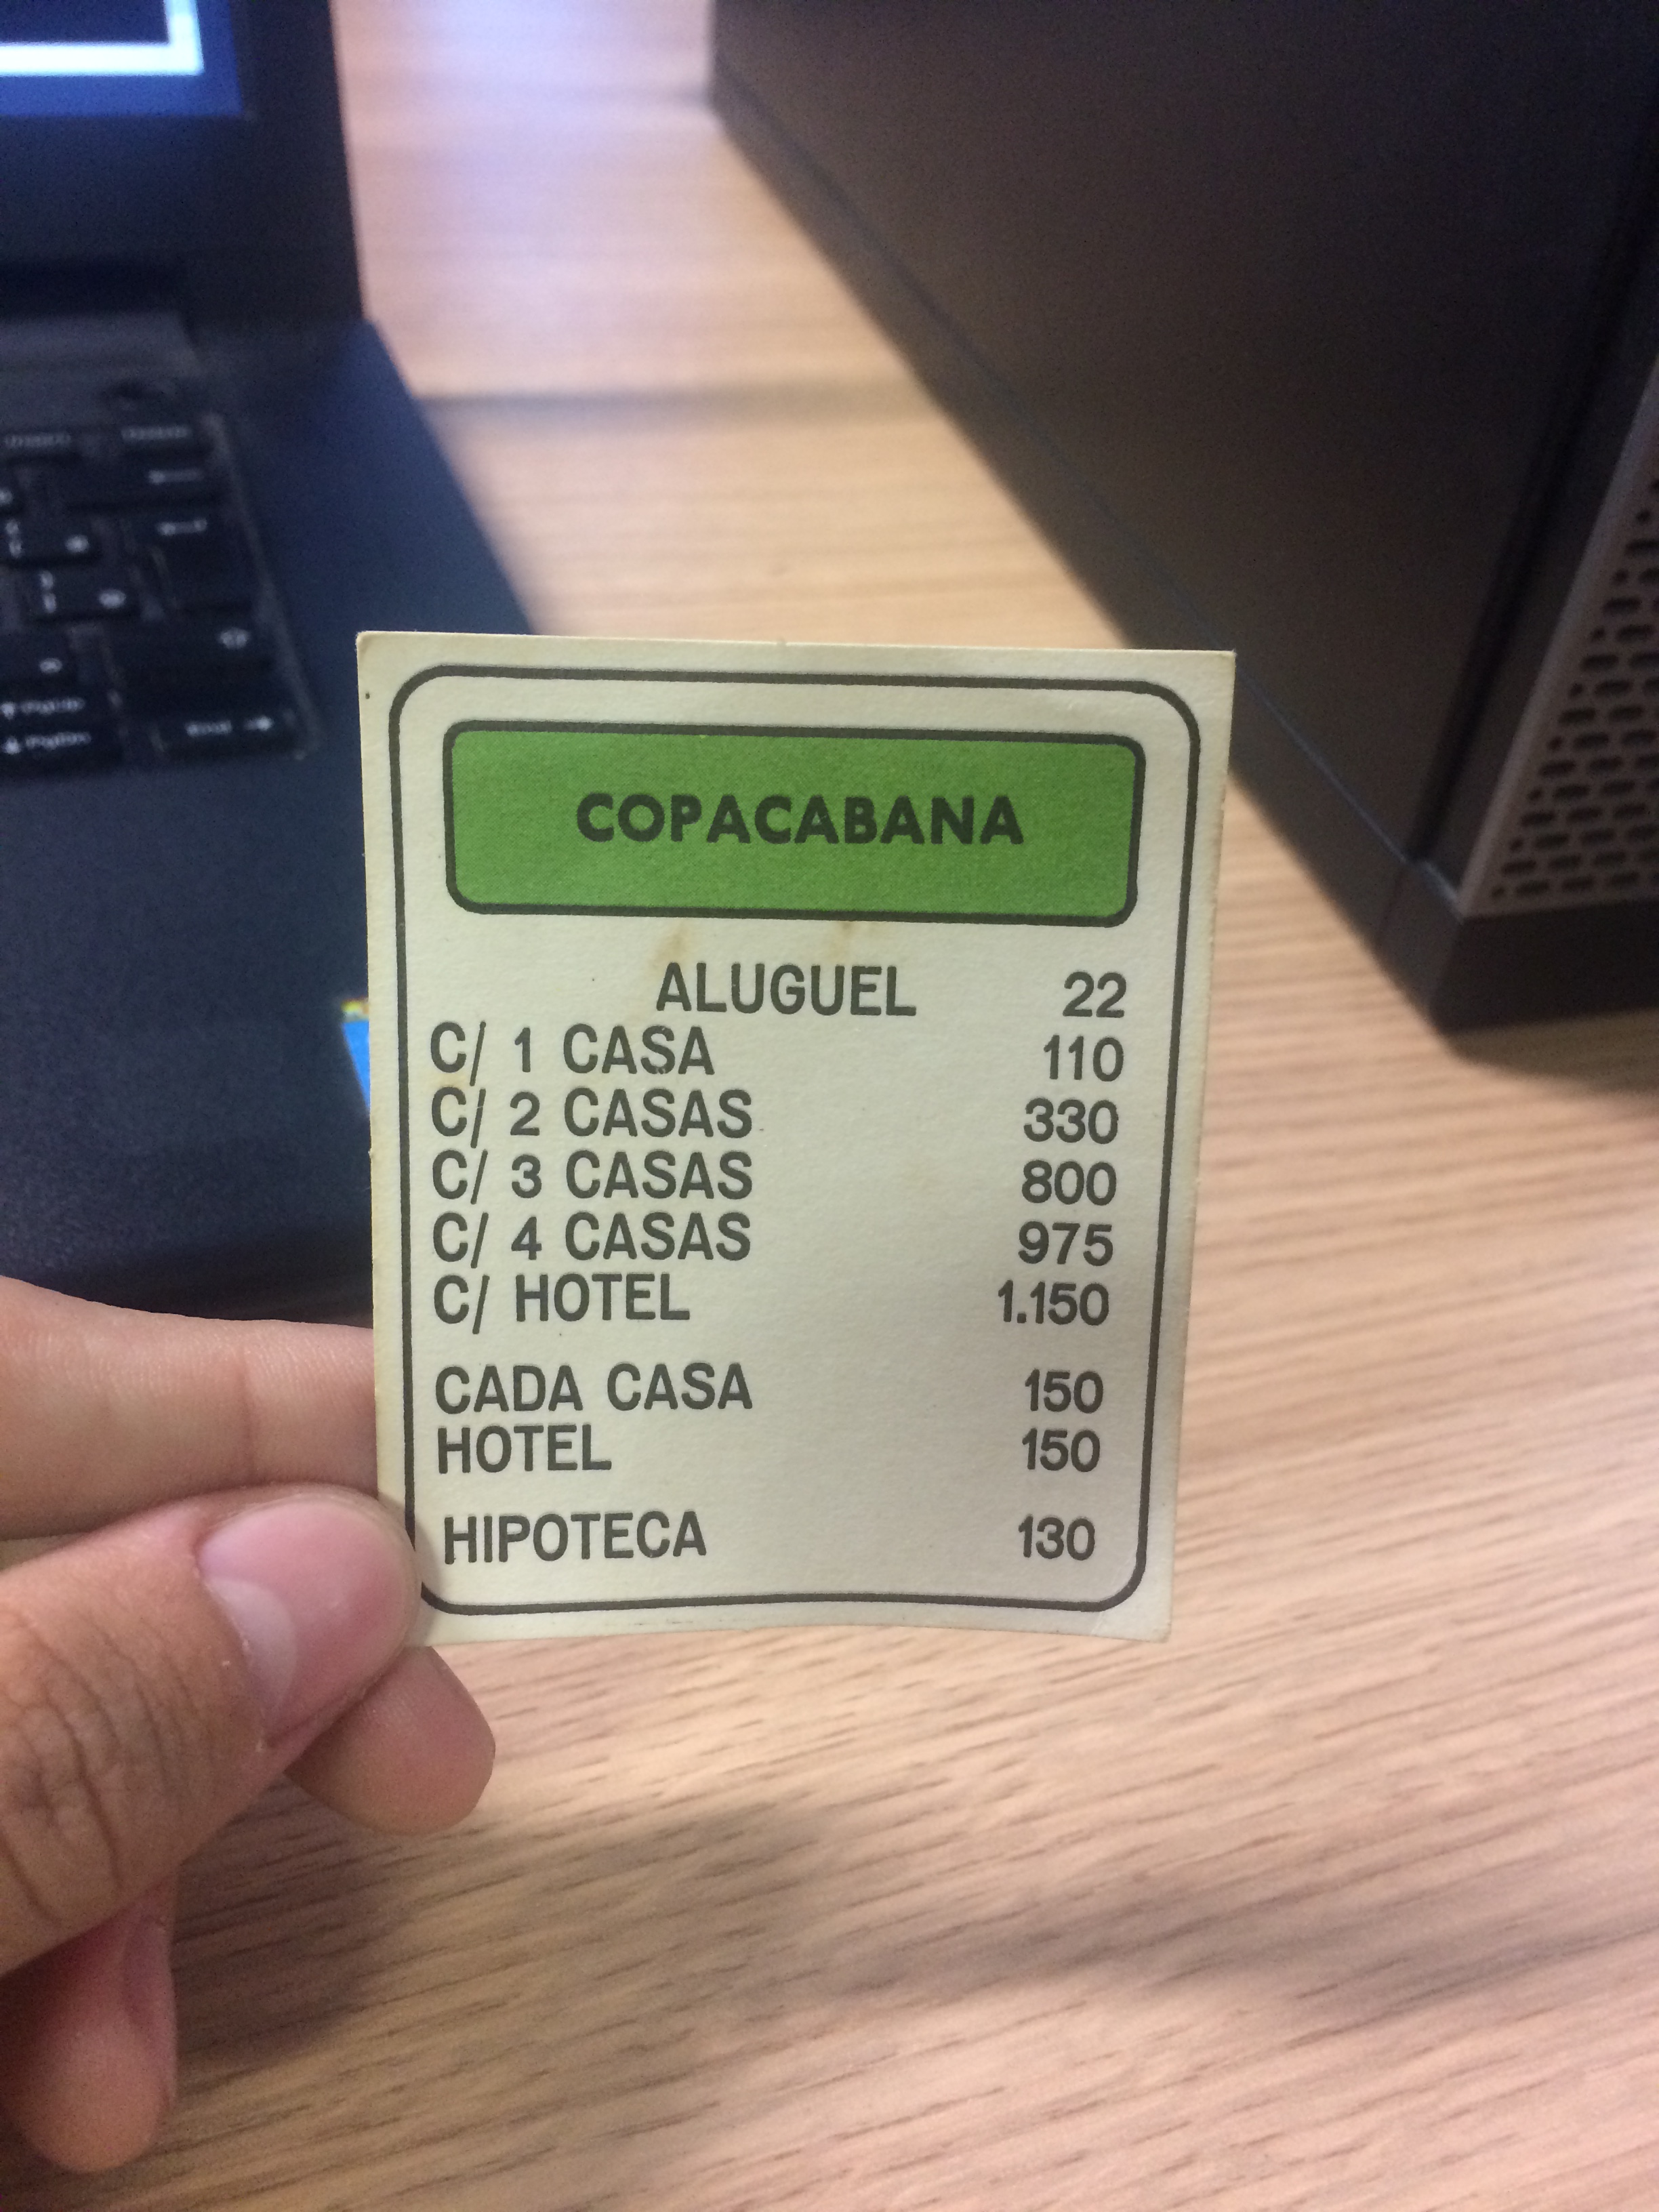 COPACABANA
ALUGUEL 22
C/ 1 CASA 110
C/ 2 CASAS 330
C/ 3 CASAS 800
C/ 4 CASAS 975
C/ HOTEL 1.150
CADA CASA 150
HOTEL 150
HIPOTECA 130